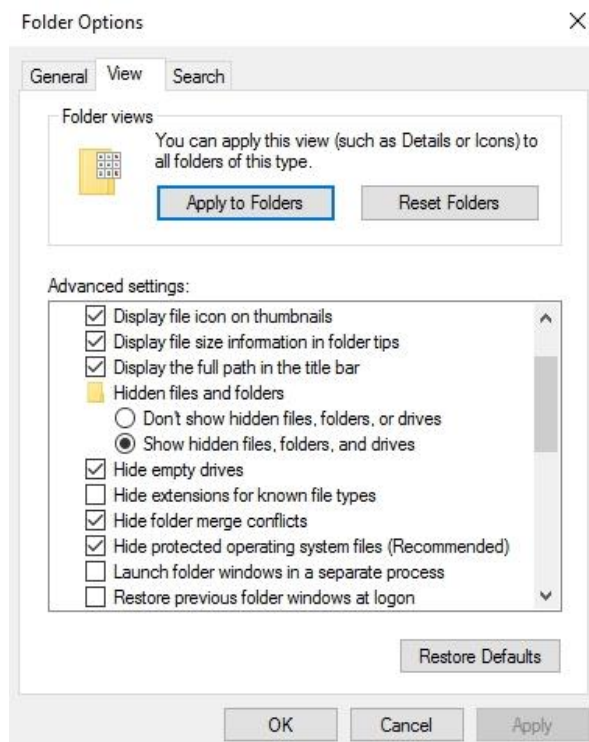 Folder Options
General View Search
Folder views
You can apply this view (such as Details or Icons) to
all folders of this type.
Apply to Folders Reset Folders
Advanced settings:
Display file icon on thumbnails
Display file size information in folder tips
Display the full path in the title bar
Hidden files and folders
Don't show hidden files, folders, or drives
Show hidden files, folders, and drives
Hide empty drives
Hide extensions for known file types
Hide folder merge conflicts
Hide protected operating system files (Recommended)
Launch folder windows in a separate process
Restore previous folder windows at logon
Restore Defaults
OK Cancel Apply